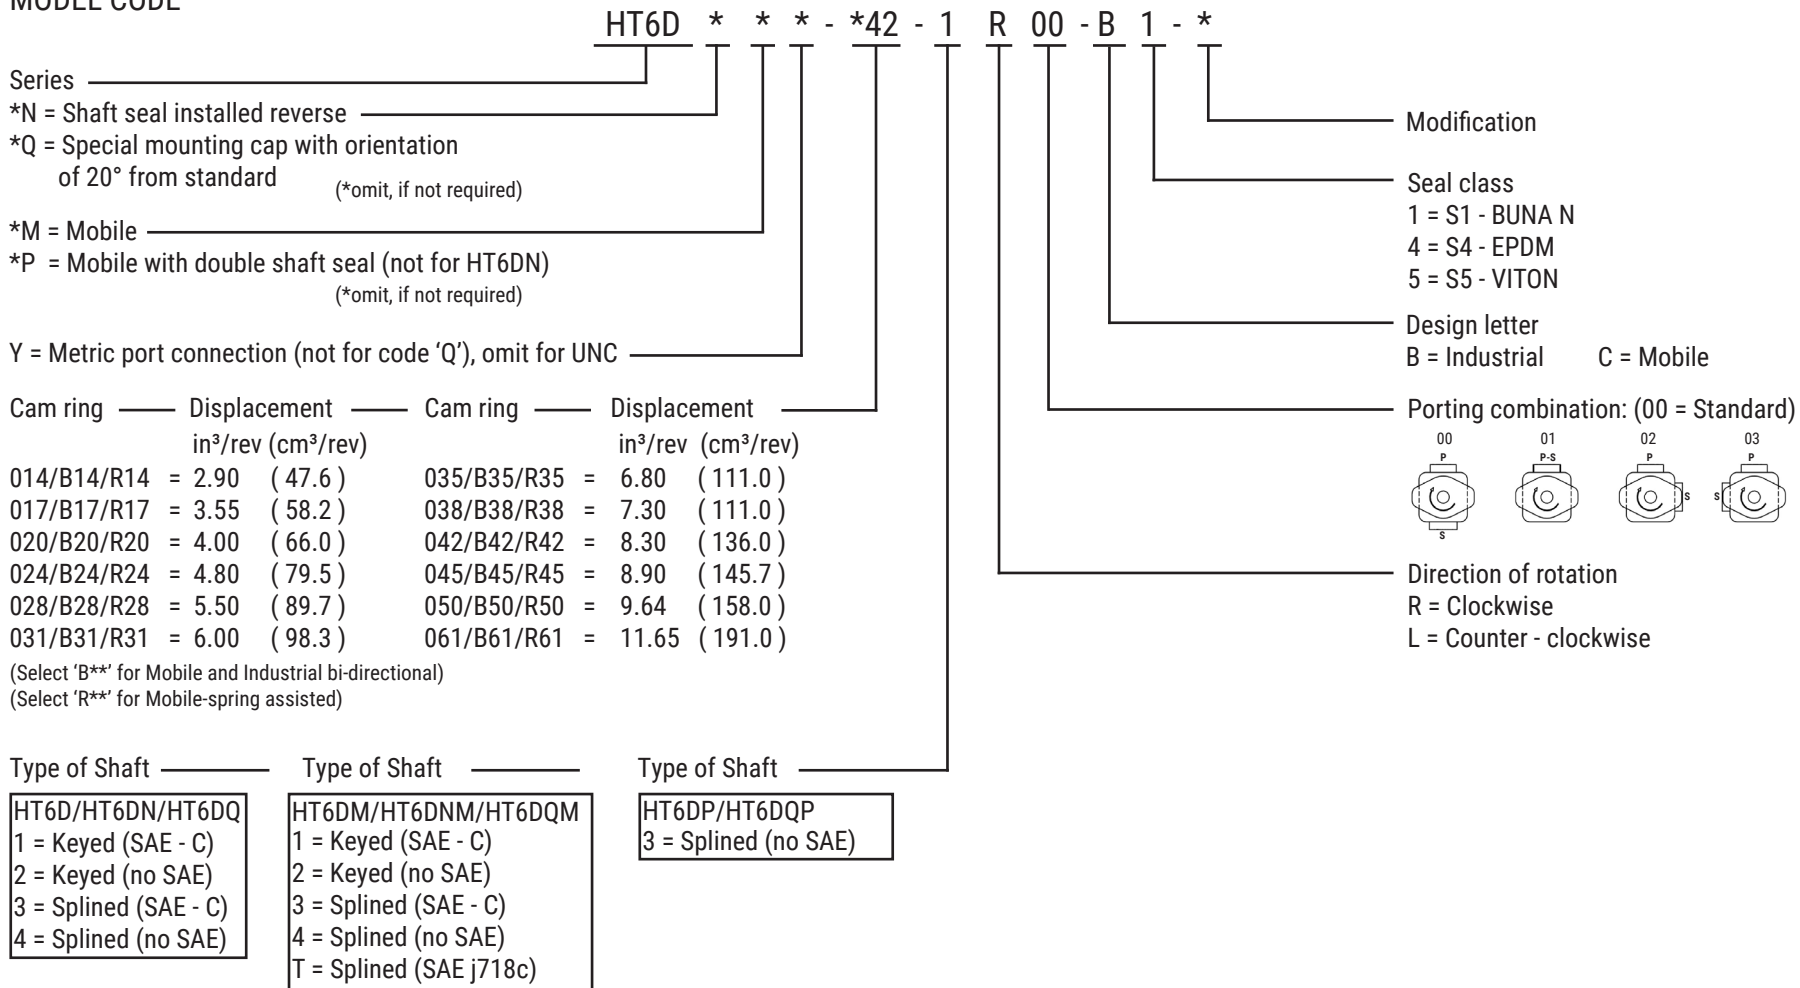 HT6D * * * - *42 - 1 R 00 - B 1 - *
Series
*N = Shaft seal installed reverse
*Q = Special mounting cap with orientation
of 20° from standard
(*omit, if not required)
*M = Mobile
*P = Mobile with double shaft seal (not for HT6DN)
(*omit, if not required)
Y = Metric port connection (not for code ‘Q’), omit for UNC
Cam ring Displacement Cam ring Displacement
in³/rev (cm³/rev) in³/rev (cm³/rev)
014/B14/R14 = 2.90 ( 47.6 ) 035/B35/R35 = 6.80 ( 111.0 )
017/B17/R17 = 3.55 ( 58.2 ) 038/B38/R38 = 7.30 ( 111.0 )
020/B20/R20 = 4.00 ( 66.0 ) 042/B42/R42 = 8.30 ( 136.0 )
024/B24/R24 = 4.80 ( 79.5 ) 045/B45/R45 = 8.90 ( 145.7 )
028/B28/R28 = 5.50 ( 89.7 ) 050/B50/R50 = 9.64 ( 158.0 )
031/B31/R31 = 6.00 ( 98.3 ) 061/B61/R61 = 11.65 ( 191.0 )
(Select ‘B**’ for Mobile and Industrial bi-directional)
(Select ‘R**’ for Mobile-spring assisted)
Type of Shaft Type of Shaft Type of Shaft
HT6D/HT6DN/HT6DQ
1 = Keyed (SAE - C)
2 = Keyed (no SAE)
3 = Splined (SAE - C)
4 = Splined (no SAE)
HT6DM/HT6DNM/HT6DQM
1 = Keyed (SAE - C)
2 = Keyed (no SAE)
3 = Splined (SAE - C)
4 = Splined (no SAE)
T = Splined (SAE j718c)
HT6DP/HT6DQP
3 = Splined (no SAE)
Modification
Seal class
1 = S1 - BUNA N
4 = S4 - EPDM
5 = S5 - VITON
Design letter
B = Industrial C = Mobile
Porting combination: (00 = Standard)
00 01 02 03
P P-S P P
S S
S
Direction of rotation
R = Clockwise
L = Counter - clockwise